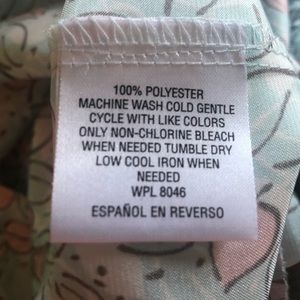 100% POLYESTER
MACHINE WASH COLD GENTLE
CYCLE WITH LIKE COLORS
ONLY NON-CHLORINE BLEACH
WHEN NEEDED TUMBLE DRY
LOW COOL IRON WHEN
NEEDED
WPL 8046
ESPAÑOL EN REVERSO